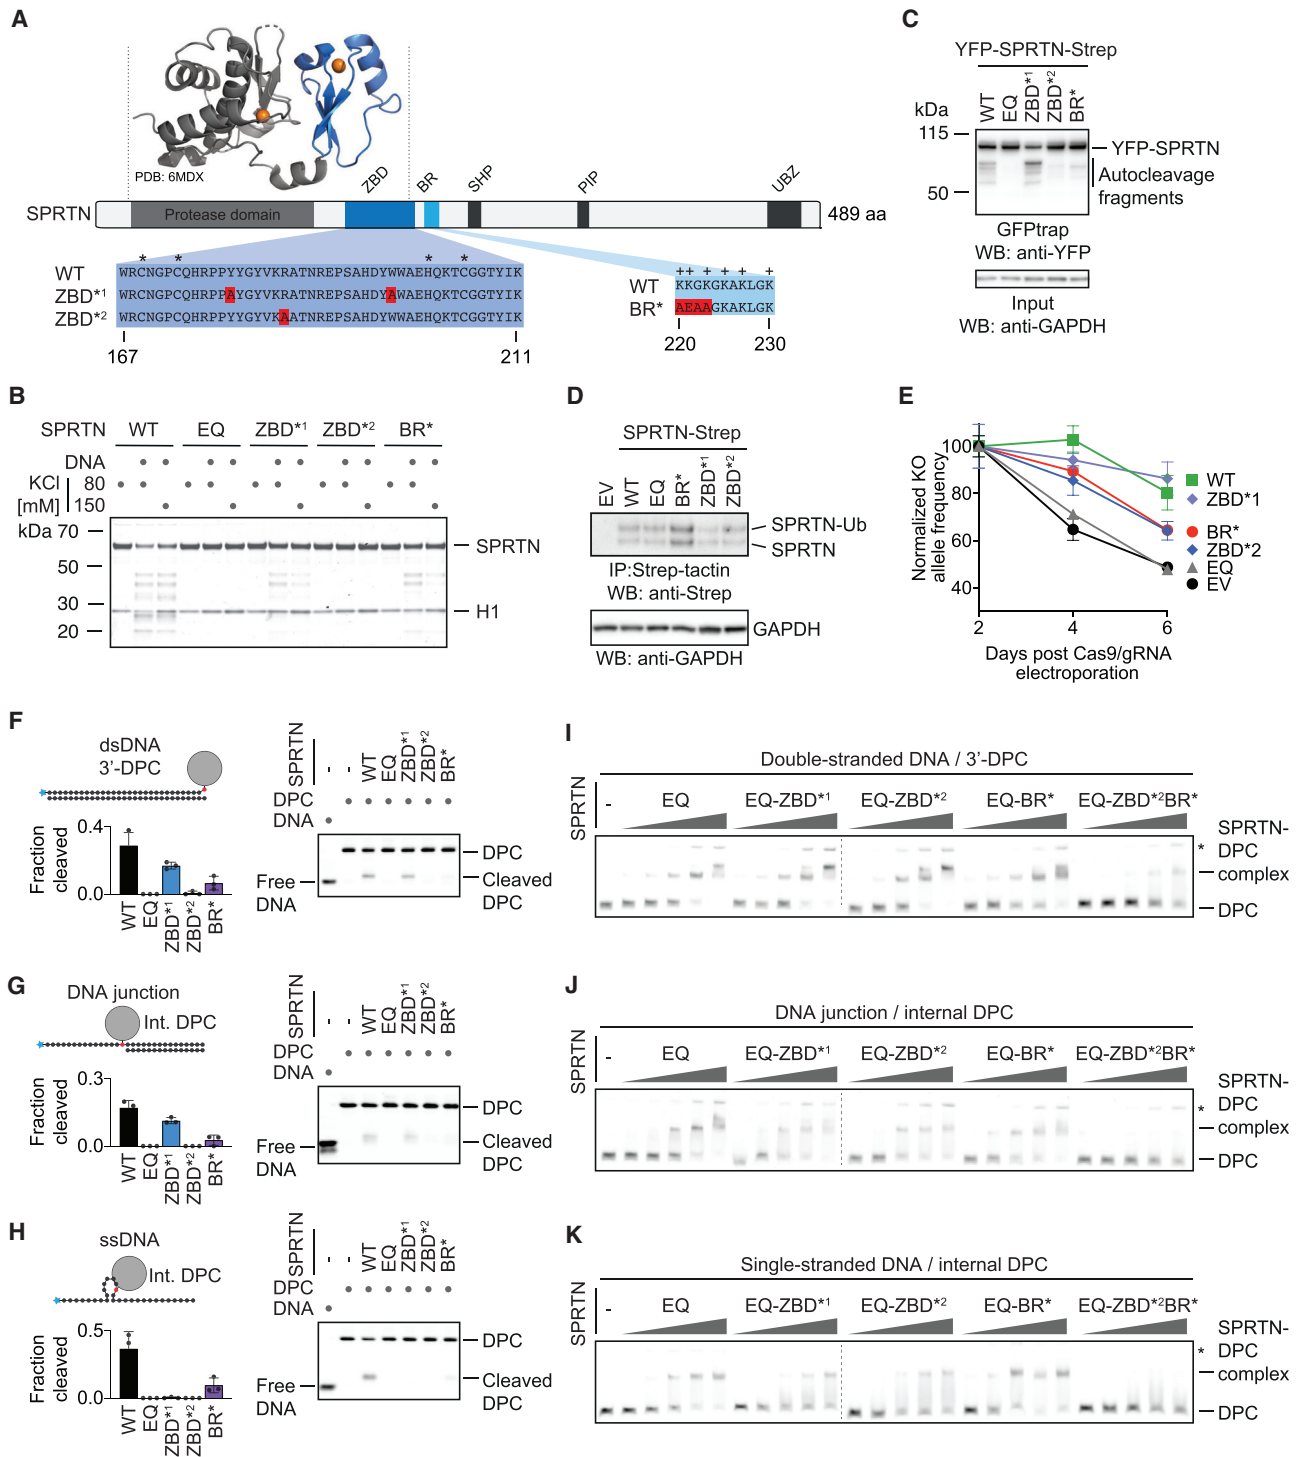 A
PDB: 6MDX
ZBD
BR
SHP
PIP
UBZ
SPRTN
Protease domain
489 aa
* * * *
WT WRCNGPCQHRPPYYGYVKRATNREPSAHDYWWAEHQKTCGGTYIK
ZBD*1 WRCNGPCQHRPPAYGYVKRATNREPSAHDYAWAEHQKTCGGTYIK
ZBD*2 WRCNGPCQHRPPYYGYVKAATNREPSAHDYWWAEHQKTCGGTYIK
167 211
++ + + + +
WT KKGKGKAKLGK
BR* AEAAGKAKLGK
220 230
B
SPRTN WT EQ ZBD*1 ZBD*2 BR*
DNA
KCl 80
[mM] 150
kDa 70
50
30
20
SPRTN
H1
C
YFP-SPRTN-Strep
WT EQ ZBD*1 ZBD*2 BR*
kDa
115
50
YFP-SPRTN
Autocleavage
fragments
GFPtrap
WB: anti-YFP
Input
WB: anti-GAPDH
D
SPRTN-Strep
EV WT EQ BR* ZBD*1 ZBD*2
SPRTN-Ub
SPRTN
IP:Strep-tactin
WB: anti-Strep
GAPDH
WB: anti-GAPDH
E
Normalized KO
allele frequency
100
80
60
40
2 4 6
Days post Cas9/gRNA
electroporation
WT
ZBD*1
BR*
ZBD*2
EQ
EV
F
dsDNA
3'-DPC
Fraction
cleaved
0.4
0.0
WT EQ ZBD*1 ZBD*2 BR*
SPRTN - - WT EQ ZBD*1 ZBD*2 BR*
DPC
DNA
Free
DNA
DPC
Cleaved
DPC
G
DNA junction
Int. DPC
Fraction
cleaved
0.3
0.0
WT EQ ZBD*1 ZBD*2 BR*
SPRTN - - WT EQ ZBD*1 ZBD*2 BR*
DPC
DNA
Free
DNA
DPC
Cleaved
DPC
H
ssDNA
Int. DPC
Fraction
cleaved
0.5
0.0
WT EQ ZBD*1 ZBD*2 BR*
SPRTN - - WT EQ ZBD*1 ZBD*2 BR*
DPC
DNA
Free
DNA
DPC
Cleaved
DPC
I
Double-stranded DNA / 3'-DPC
SPRTN - EQ EQ-ZBD*1 EQ-ZBD*2 EQ-BR* EQ-ZBD*2BR*
SPRTN-
* DPC
complex
DPC
J
DNA junction / internal DPC
SPRTN - EQ EQ-ZBD*1 EQ-ZBD*2 EQ-BR* EQ-ZBD*2BR*
SPRTN-
* DPC
complex
DPC
K
Single-stranded DNA / internal DPC
SPRTN - EQ EQ-ZBD*1 EQ-ZBD*2 EQ-BR* EQ-ZBD*2BR*
SPRTN-
* DPC
complex
DPC